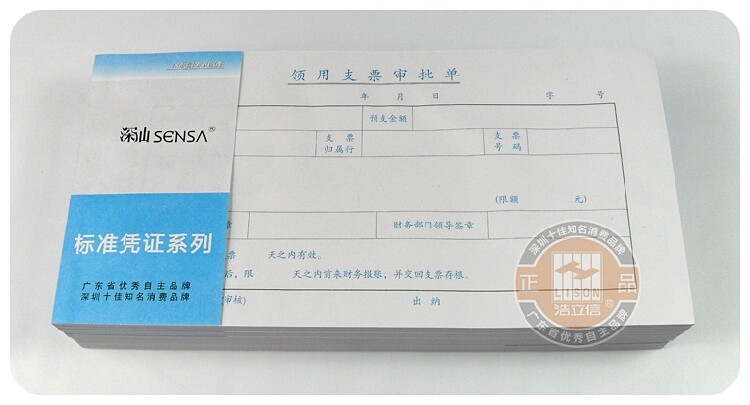 领用支票审批单
年 月 日 字 号
预支金额
支票归属行
支票号码
(限额 元)
章
财务部门领导签章
票 天之内有效。
后，限 天之内前来财务报账，并交回支票存根。
(审核) 出纳
深山 SENSA®
标准凭证系列
广东省优秀自主品牌
深圳十佳知名消费品牌
深圳十佳知名消费品牌
正 品
LISON
浩立信®
广东省优秀自主品牌